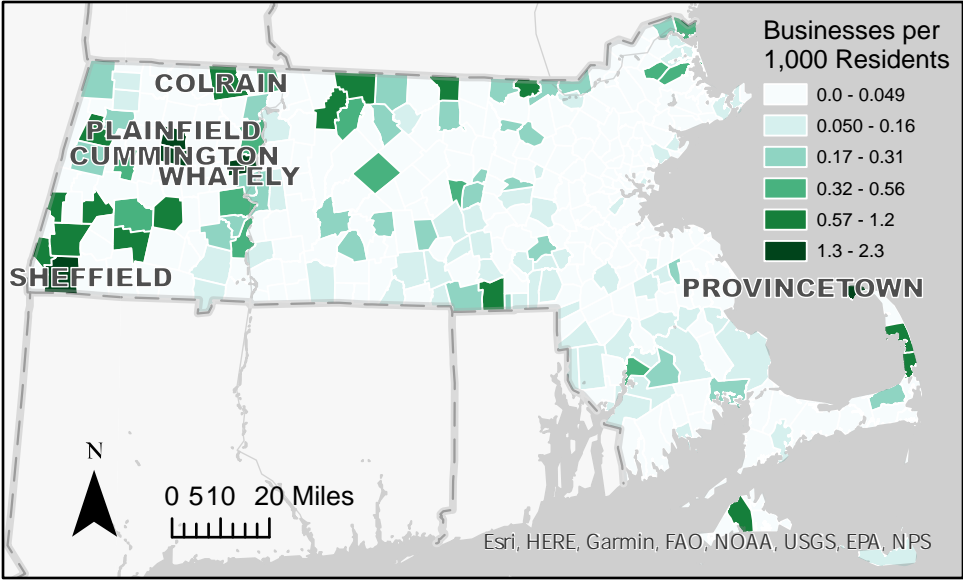 Businesses per
1,000 Residents
0.0 - 0.049
0.050 - 0.16
0.17 - 0.31
0.32 - 0.56
0.57 - 1.2
1.3 - 2.3
COLRAIN
PLAINFIELD
CUMMINGTON
WHATELY
SHEFFIELD
PROVINCETOWN
N
0 510 20 Miles
Esri, HERE, Garmin, FAO, NOAA, USGS, EPA, NPS